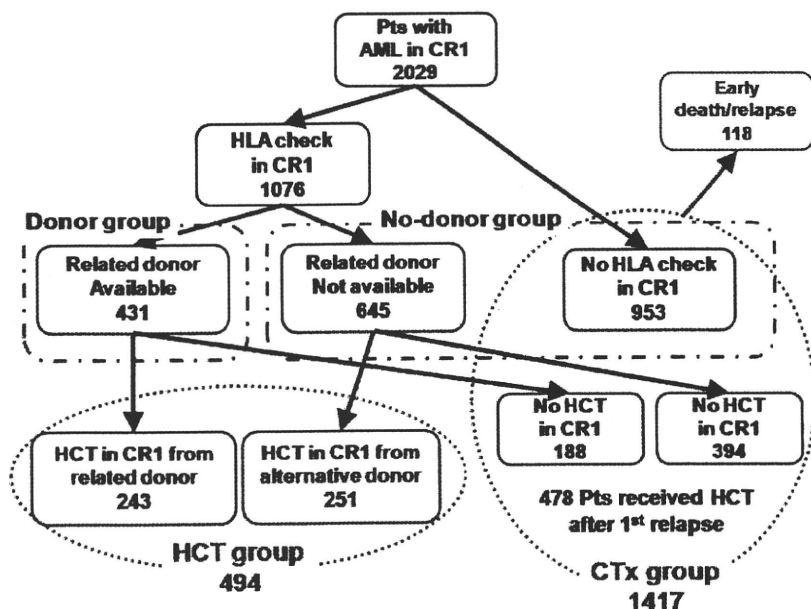 Pts with
AML in CR1
2029
Early
death/relapse
118
HLA check
in CR1
1076
Donor group
No-donor group
Related donor
Available
431
Related donor
Not available
645
No HLA check
in CR1
953
No HCT
in CR1
188
No HCT
in CR1
394
HCT in CR1 from
related donor
243
HCT in CR1 from
alternative donor
251
478 Pts received HCT
after 1st relapse
HCT group
494
CTx group
1417